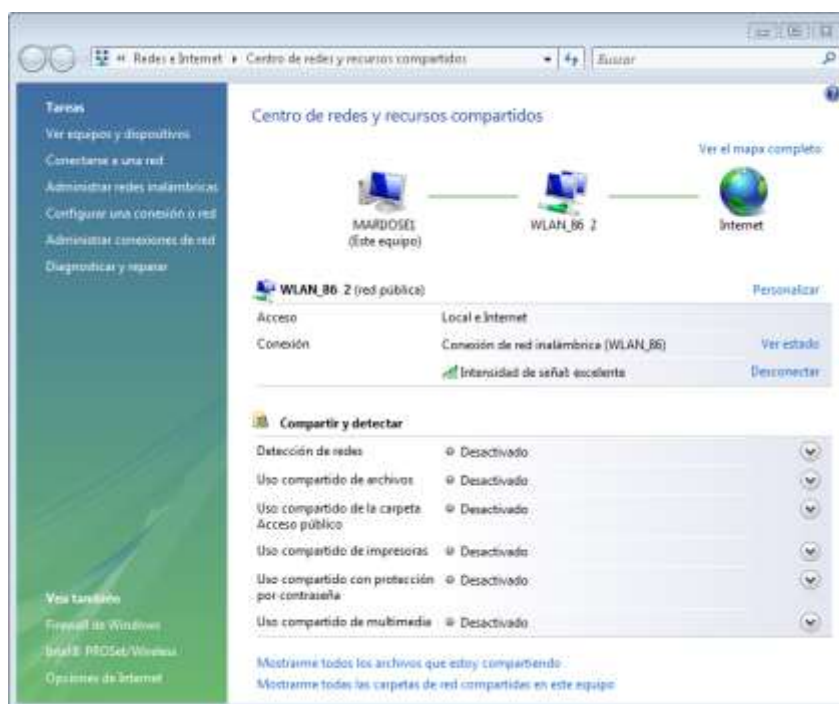 Redes e Internet ▸ Centro de redes y recursos compartidos
Buscar
Tareas
Ver equipos y dispositivos
Conectarse a una red
Administrar redes inalámbricas
Configurar una conexión o red
Administrar conexiones de red
Diagnosticar y reparar
Centro de redes y recursos compartidos
Ver el mapa completo
MARDOSEL
(Este equipo)
WLAN_86 2
Internet
WLAN_86 2 (red pública)
Personalizar
Acceso
Local e Internet
Conexión
Conexión de red inalámbrica (WLAN_86)
Ver estado
Intensidad de señal: excelente
Desconectar
Compartir y detectar
Detección de redes
Desactivado
Uso compartido de archivos
Desactivado
Uso compartido de la carpeta
Acceso público
Desactivado
Uso compartido de impresoras
Desactivado
Uso compartido con protección
por contraseña
Desactivado
Uso compartido de multimedia
Desactivado
Mostrarme todos los archivos que estoy compartiendo
Mostrarme todas las carpetas de red compartidas en este equipo
Vea también
Firewall de Windows
Intel® PROSet/Wireless
Opciones de Internet